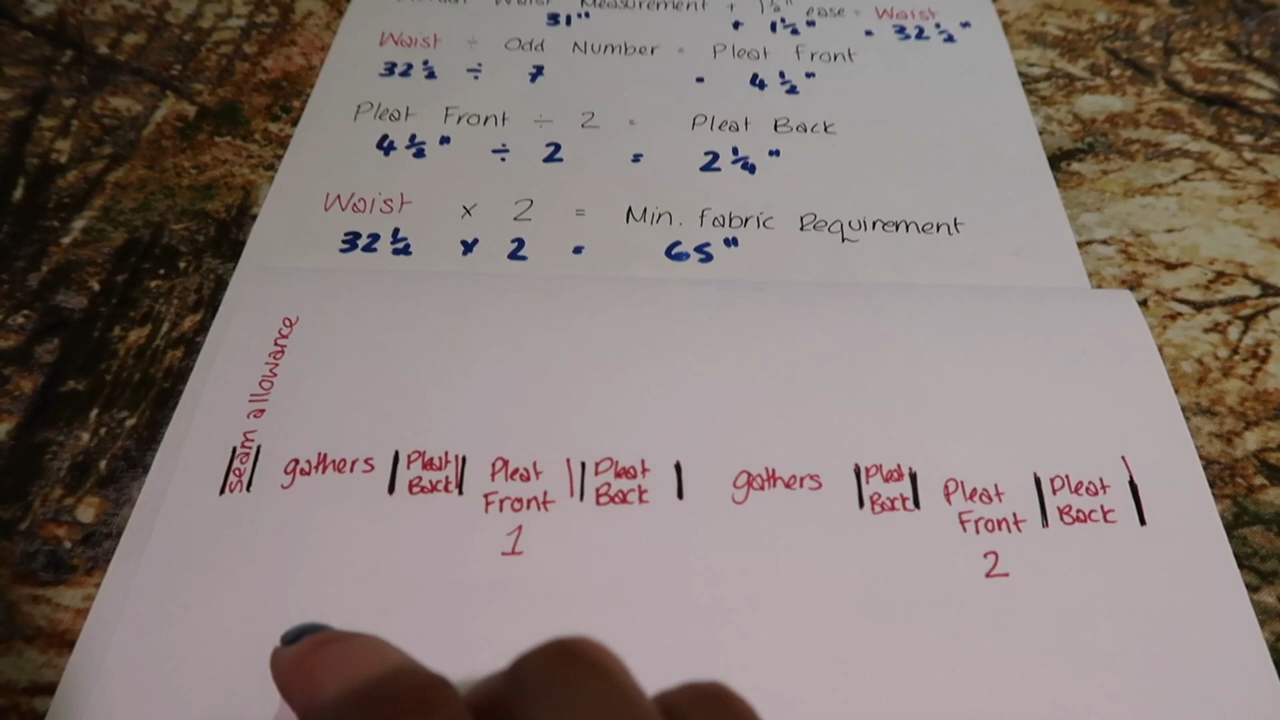 Waist Measurement + 1½" ease = Waist
31" + 1½" = 32½"
Waist ÷ Odd Number = Pleat Front
32½ ÷ 7 = 4½"
Pleat Front ÷ 2 = Pleat Back
4½" ÷ 2 = 2¼"
Waist x 2 = Min. Fabric Requirement
32½ x 2 = 65"
seam allowance
gathers
Pleat
Back
Pleat
Front
1
Pleat
Back
gathers
Pleat
Back
Pleat
Front
2
Pleat
Back